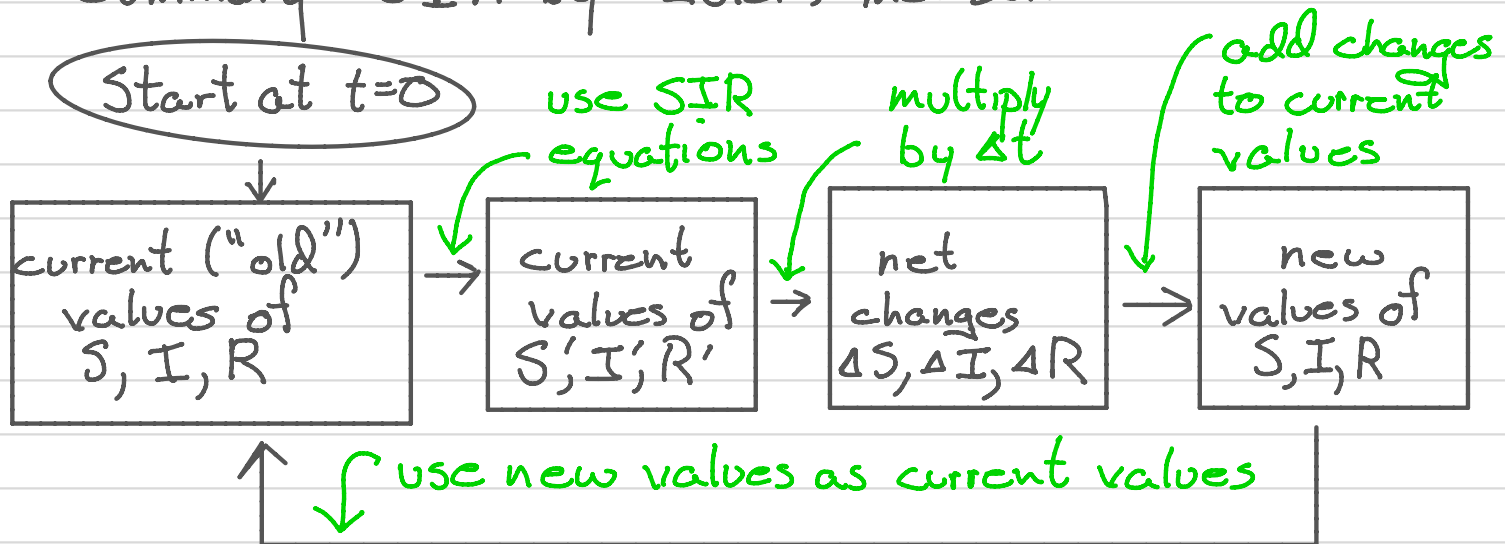 by
Start at t=0
use SIR
equations
multiply
by Δt
add changes
to current
values
current ("old")
values of
S, I, R
current
values of
S', I', R'
net
changes
ΔS, ΔI, ΔR
new
values of
S, I, R
use new values as current values